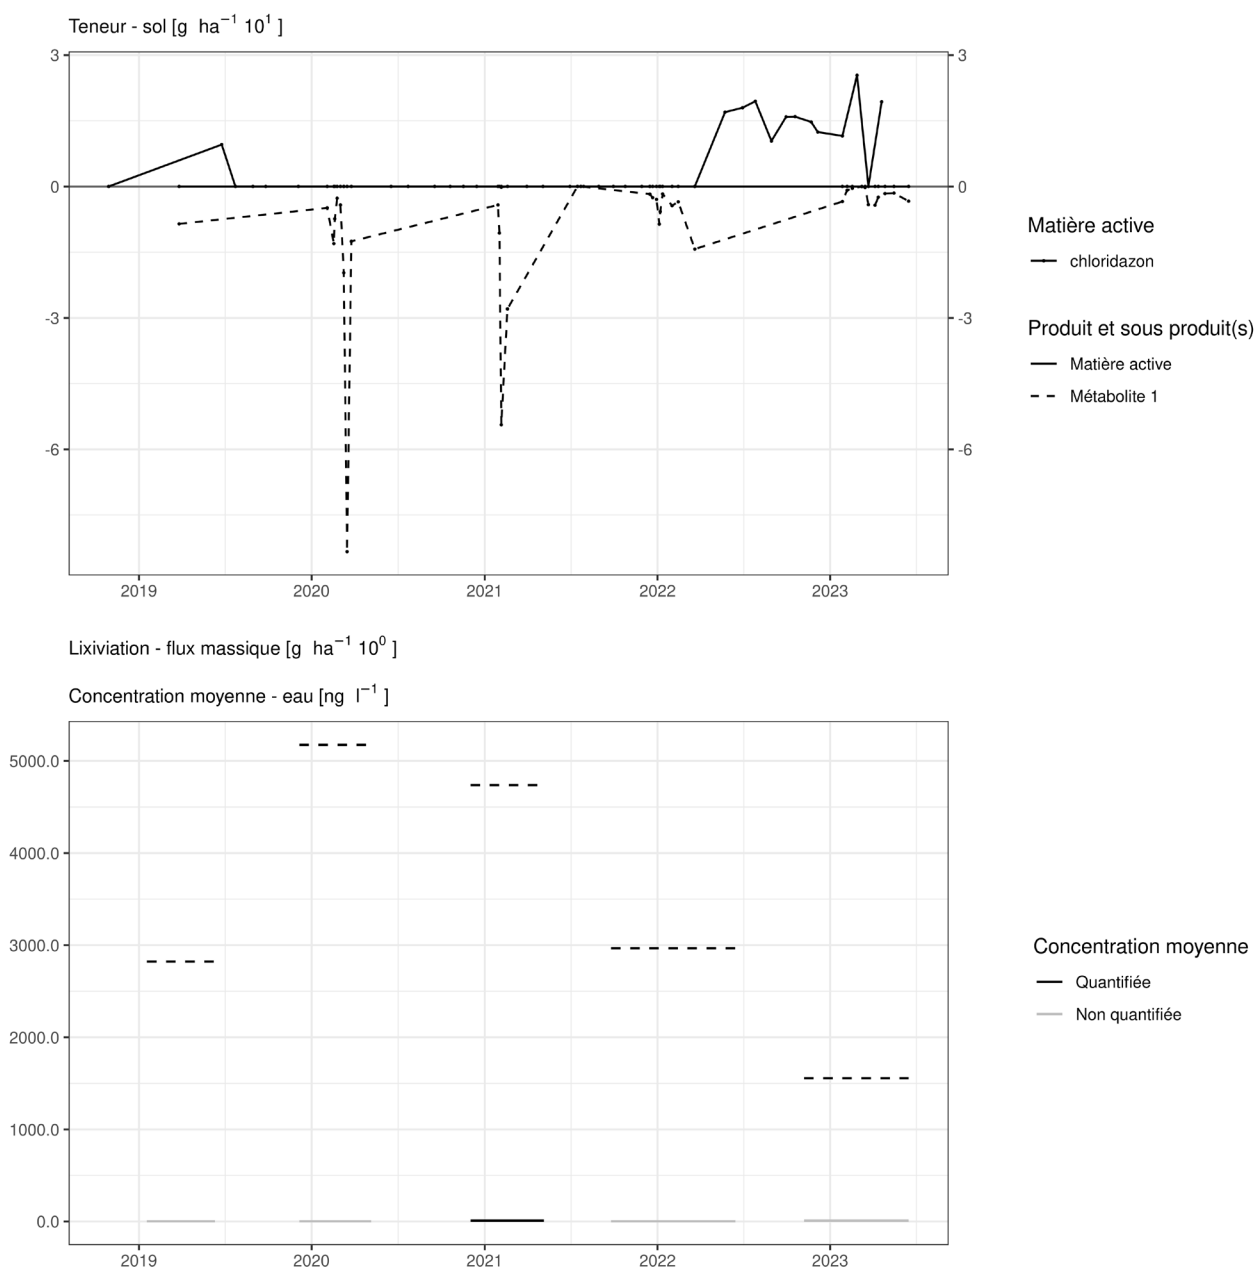 Teneur - sol [g ha⁻¹ 10¹ ]
3
0
-3
-6
3
0
-3
-6
2019 2020 2021 2022 2023
Matière active
chloridazon
Produit et sous produit(s)
Matière active
Métabolite 1
Lixiviation - flux massique [g ha⁻¹ 10⁰ ]
Concentration moyenne - eau [ng l⁻¹ ]
5000.0
4000.0
3000.0
2000.0
1000.0
0.0
2019 2020 2021 2022 2023
Concentration moyenne
Quantifiée
Non quantifiée